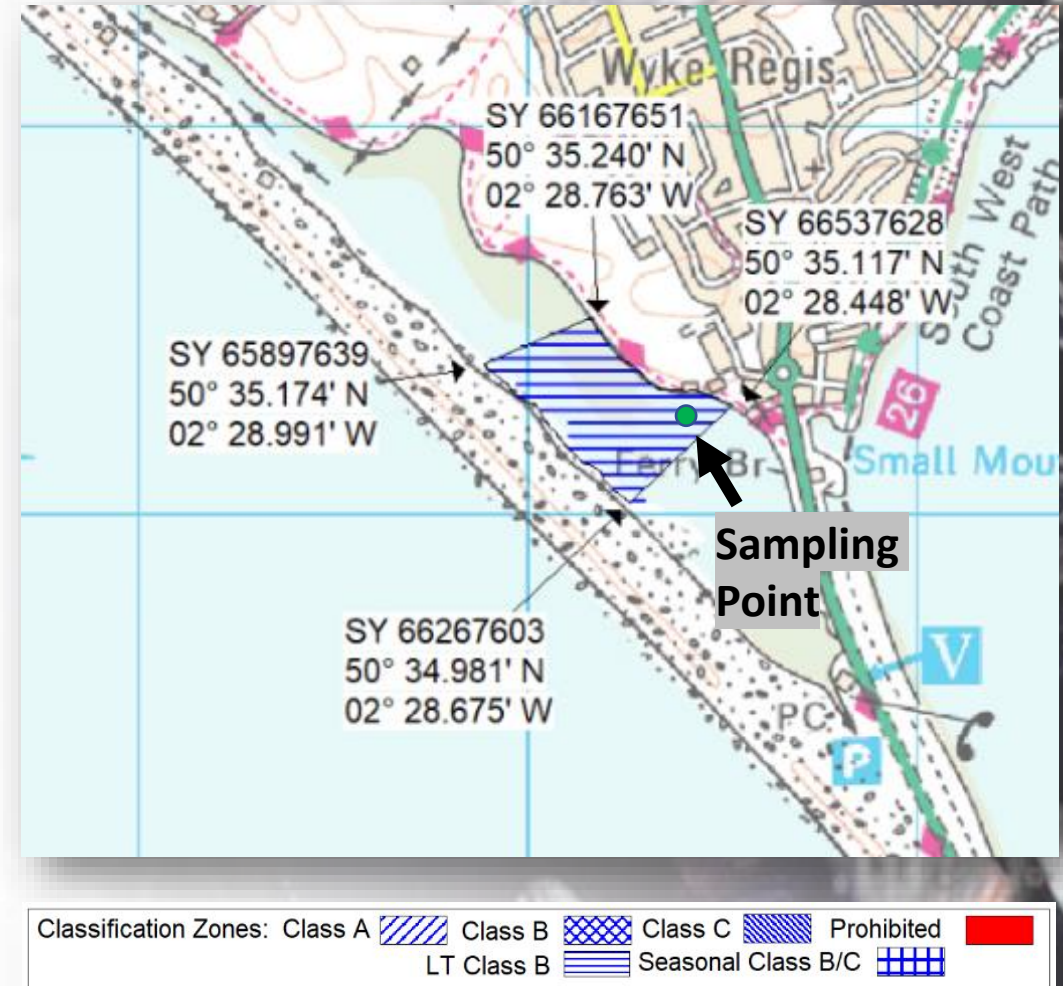 Wyke Regis
SY 66167651
50° 35.240' N
02° 28.763' W
SY 66537628
50° 35.117' N
02° 28.448' W
South West
Coast Path
SY 65897639
50° 35.174' N
02° 28.991' W
26
Ferry Br
Small Mou
Sampling
Point
SY 66267603
50° 34.981' N
02° 28.675' W
V
PC
P
Classification Zones: Class A Class B Class C Prohibited
LT Class B Seasonal Class B/C